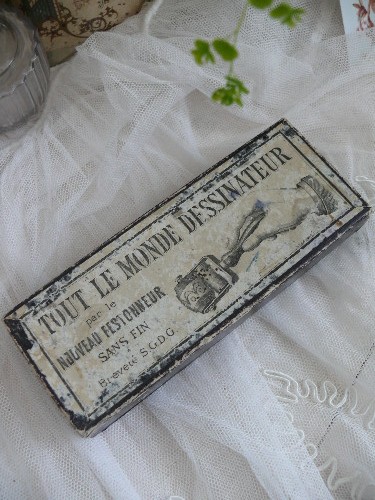 TOUT LE MONDE DESSINATEUR
par le
NOUVEAU FESTONNEUR
SANS FIN
Breveté S.G.D.G